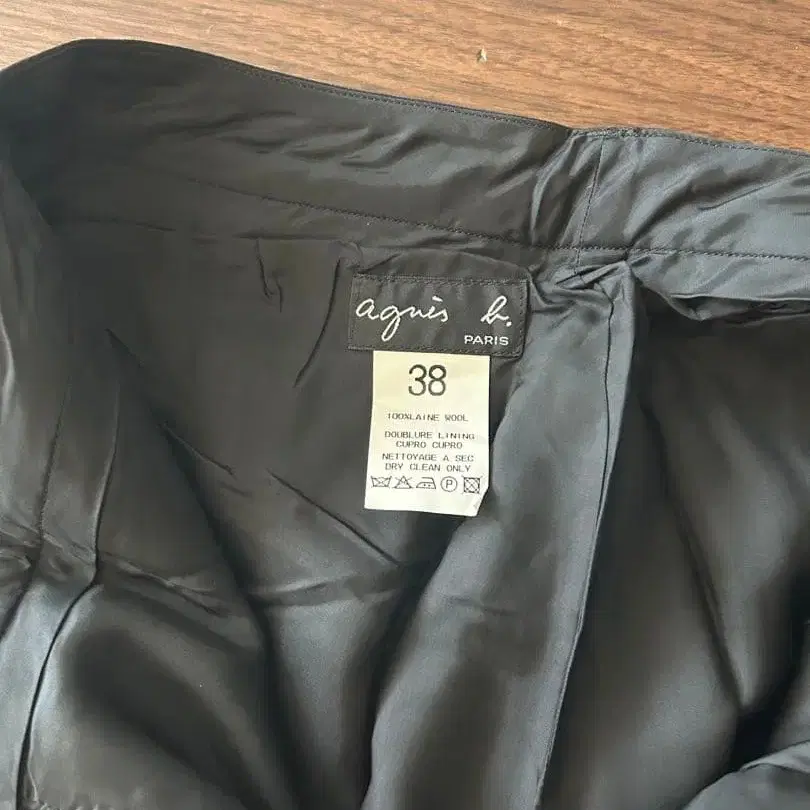 agnès b.
PARIS
38
100%LAINE WOOL
DOUBLURE LINING
CUPRO CUPRO
NETTOYAGE A SEC
DRY CLEAN ONLY
P